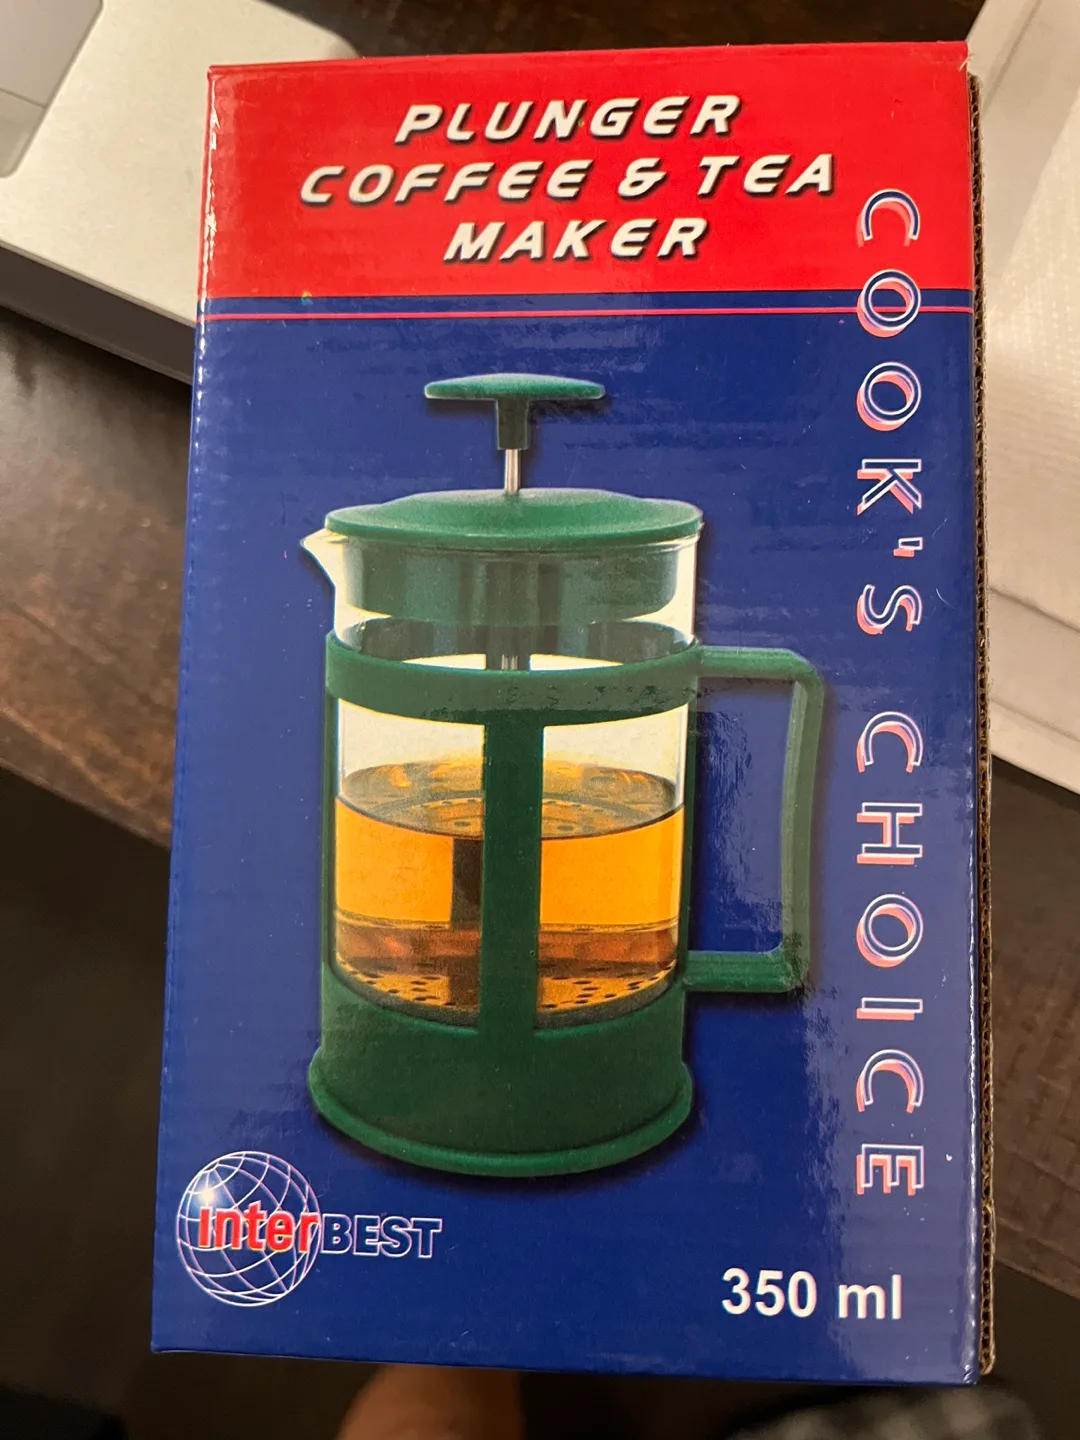 PLUNGER
COFFEE & TEA
MAKER
COOK'S CHOICE
interBEST
350 ml